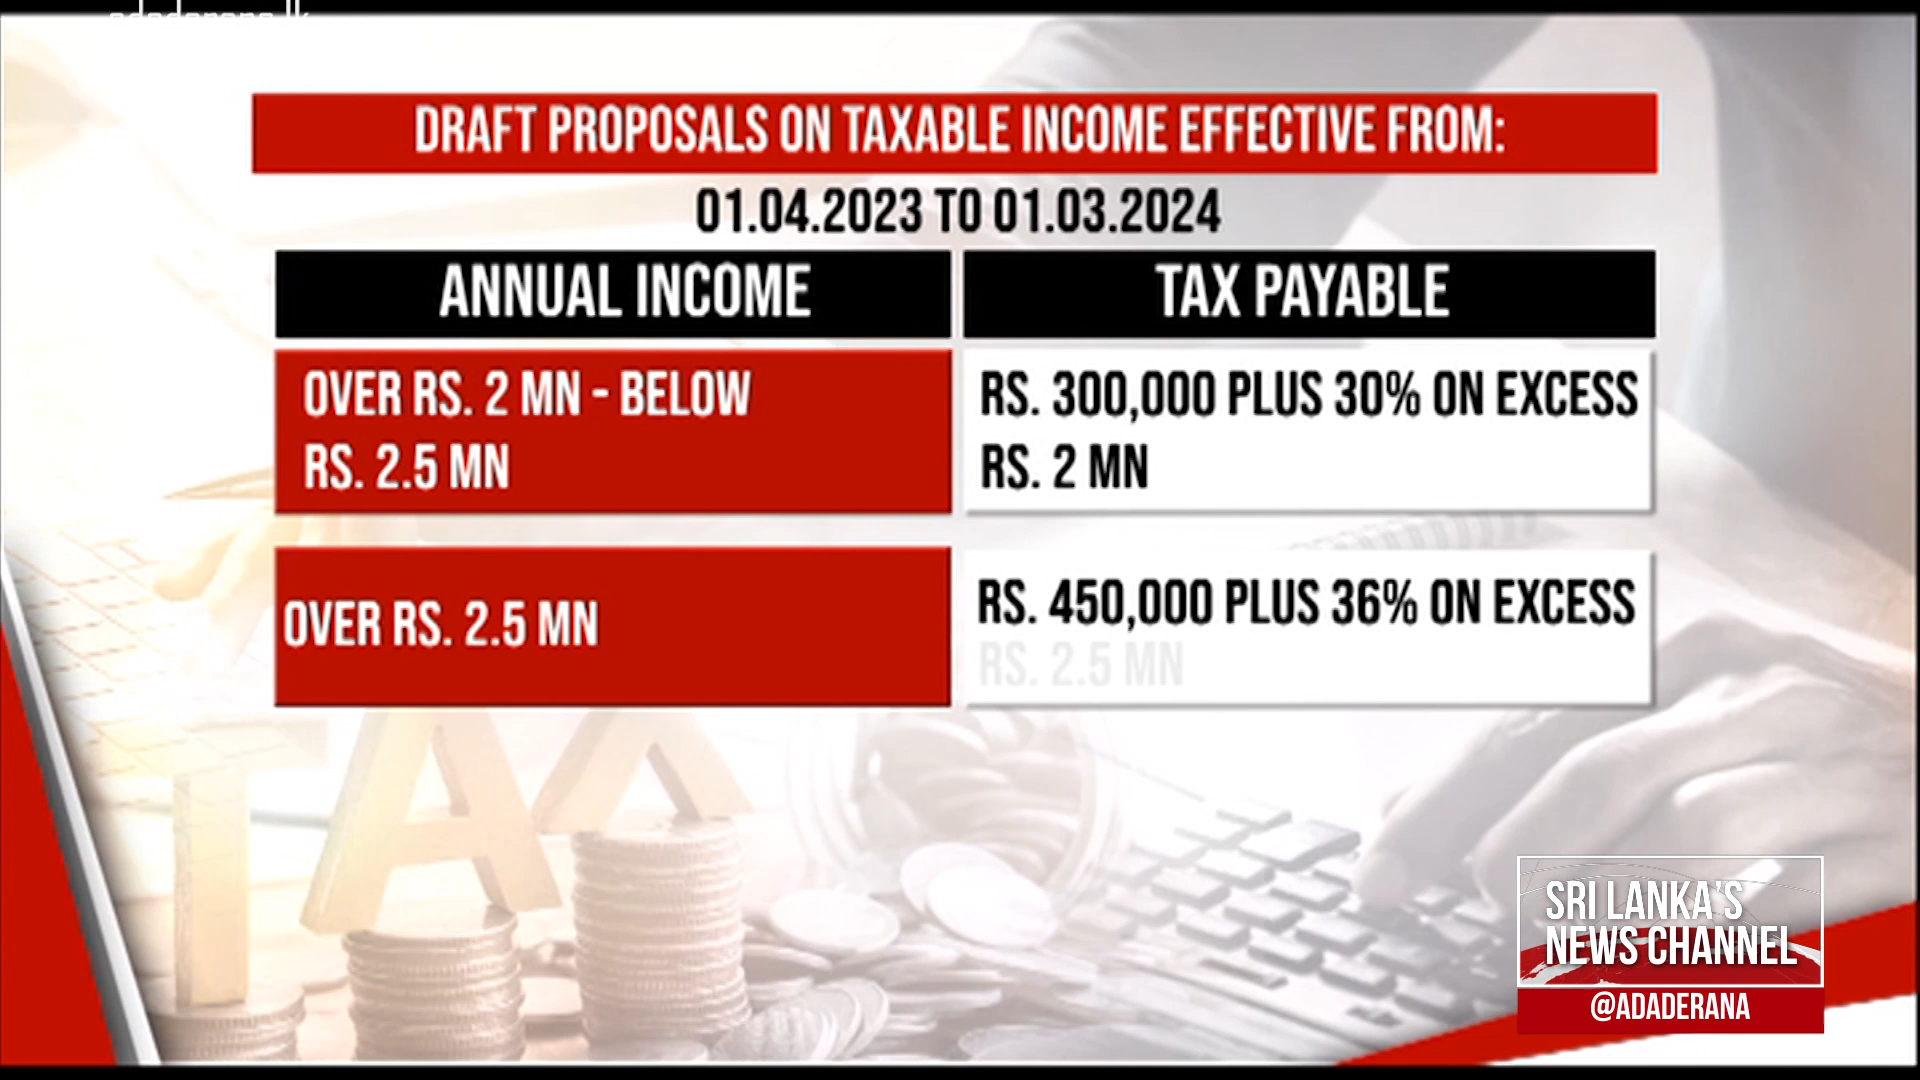 adaderana.lk
DRAFT PROPOSALS ON TAXABLE INCOME EFFECTIVE FROM:
01.04.2023 TO 01.03.2024
ANNUAL INCOME
TAX PAYABLE
OVER RS. 2 MN - BELOW
RS. 2.5 MN
RS. 300,000 PLUS 30% ON EXCESS
RS. 2 MN
OVER RS. 2.5 MN
RS. 450,000 PLUS 36% ON EXCESS
RS. 2.5 MN
TAX
SRI LANKA'S
NEWS CHANNEL
@ADADERANA